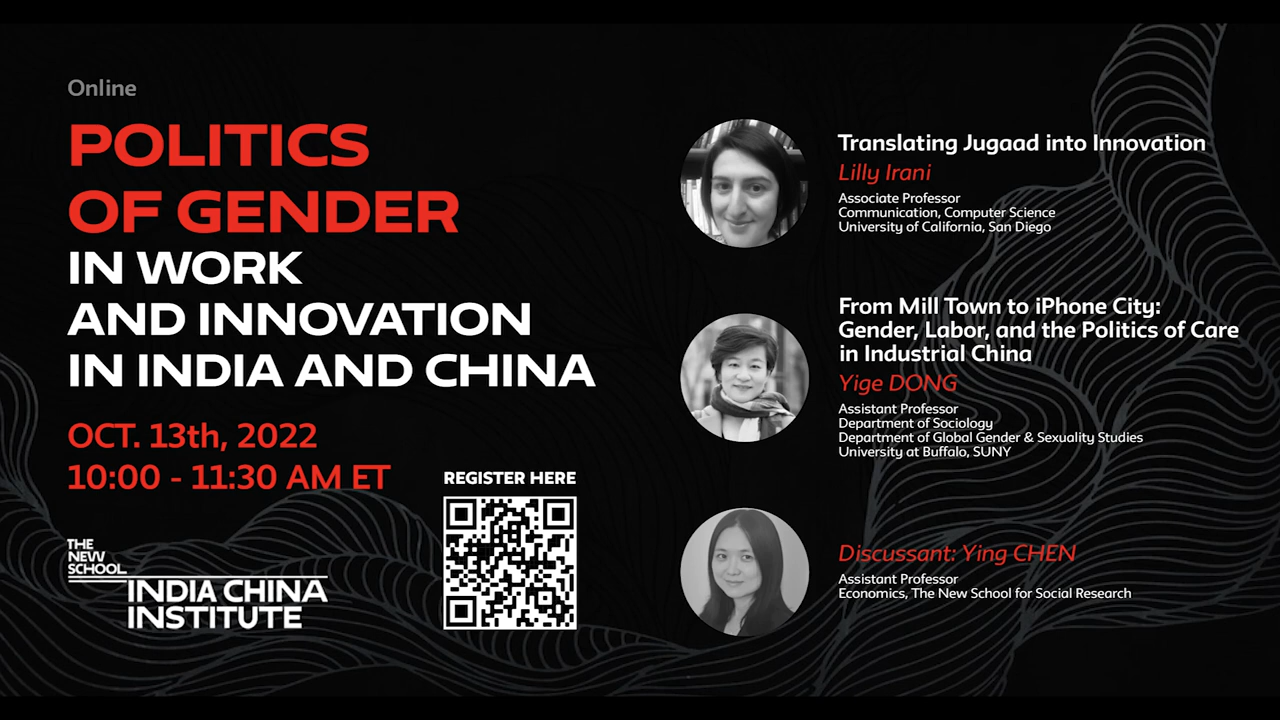 Online
POLITICS
OF GENDER
IN WORK
AND INNOVATION
IN INDIA AND CHINA
OCT. 13th, 2022
10:00 - 11:30 AM ET
REGISTER HERE
THE
NEW
SCHOOL
INDIA CHINA
INSTITUTE
Translating Jugaad into Innovation
Lilly Irani
Associate Professor
Communication, Computer Science
University of California, San Diego
From Mill Town to iPhone City:
Gender, Labor, and the Politics of Care
in Industrial China
Yige DONG
Assistant Professor
Department of Sociology
Department of Global Gender & Sexuality Studies
University at Buffalo, SUNY
Discussant: Ying CHEN
Assistant Professor
Economics, The New School for Social Research